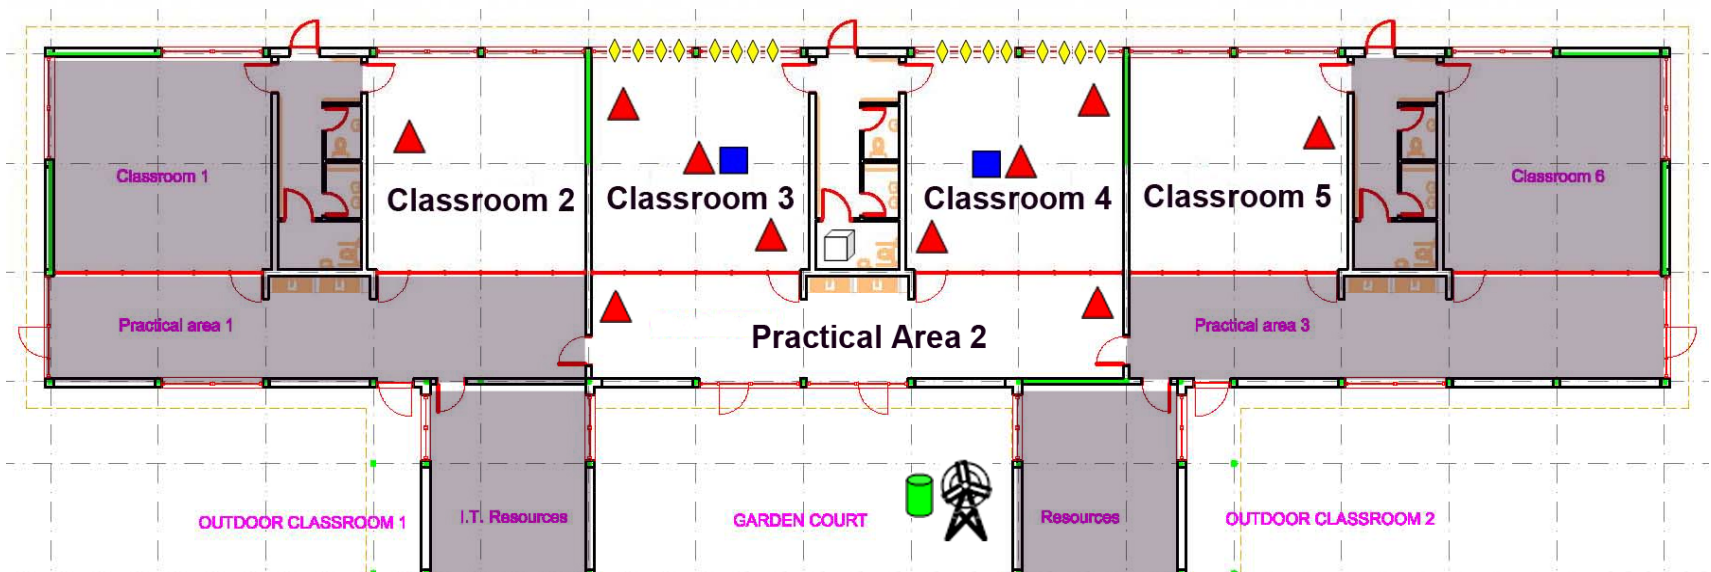 Classroom 1
Classroom 2
Classroom 3
Classroom 4
Classroom 5
Classroom 6
Practical area 1
Practical Area 2
Practical area 3
OUTDOOR CLASSROOM 1
I.T. Resources
GARDEN COURT
Resources
OUTDOOR CLASSROOM 2